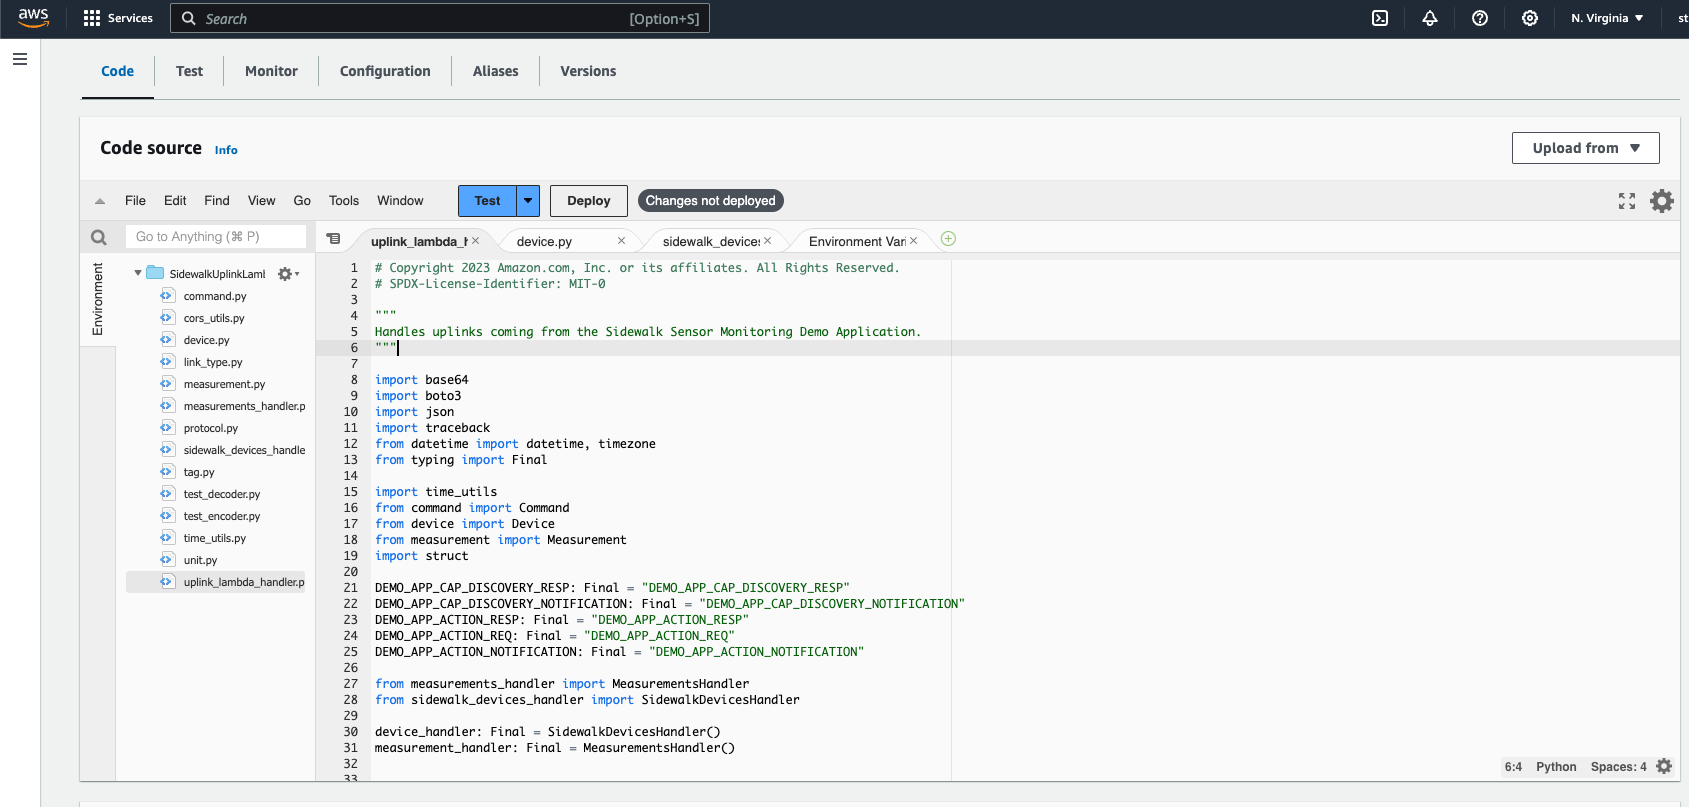 aws
Services
Search
[Option+S]
N. Virginia
st
Code
Test
Monitor
Configuration
Aliases
Versions
Code source
Info
Upload from
File
Edit
Find
View
Go
Tools
Window
Test
Deploy
Changes not deployed
Go to Anything (⌘ P)
uplink_lambda_h
device.py
sidewalk_devices
Environment Vari
Environment
SidewalkUplinkLaml
command.py
cors_utils.py
device.py
link_type.py
measurement.py
measurements_handler.p
protocol.py
sidewalk_devices_handle
tag.py
test_decoder.py
test_encoder.py
time_utils.py
unit.py
uplink_lambda_handler.p
1 # Copyright 2023 Amazon.com, Inc. or its affiliates. All Rights Reserved.
2 # SPDX-License-Identifier: MIT-0
3
4 """
5 Handles uplinks coming from the Sidewalk Sensor Monitoring Demo Application.
6 """
7
8 import base64
9 import boto3
10 import json
11 import traceback
12 from datetime import datetime, timezone
13 from typing import Final
14
15 import time_utils
16 from command import Command
17 from device import Device
18 from measurement import Measurement
19 import struct
20
21 DEMO_APP_CAP_DISCOVERY_RESP: Final = "DEMO_APP_CAP_DISCOVERY_RESP"
22 DEMO_APP_CAP_DISCOVERY_NOTIFICATION: Final = "DEMO_APP_CAP_DISCOVERY_NOTIFICATION"
23 DEMO_APP_ACTION_RESP: Final = "DEMO_APP_ACTION_RESP"
24 DEMO_APP_ACTION_REQ: Final = "DEMO_APP_ACTION_REQ"
25 DEMO_APP_ACTION_NOTIFICATION: Final = "DEMO_APP_ACTION_NOTIFICATION"
26
27 from measurements_handler import MeasurementsHandler
28 from sidewalk_devices_handler import SidewalkDevicesHandler
29
30 device_handler: Final = SidewalkDevicesHandler()
31 measurement_handler: Final = MeasurementsHandler()
32
33
6:4 Python Spaces: 4